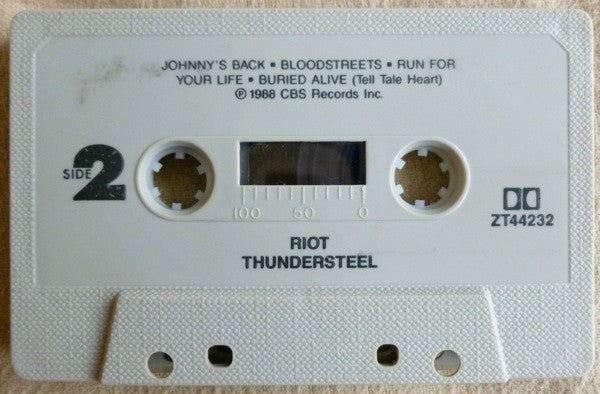 JOHNNY'S BACK • BLOODSTREETS • RUN FOR
YOUR LIFE • BURIED ALIVE (Tell Tale Heart)
℗ 1988 CBS Records Inc.
SIDE 2
100 50 0
ZT44232
RIOT
THUNDERSTEEL